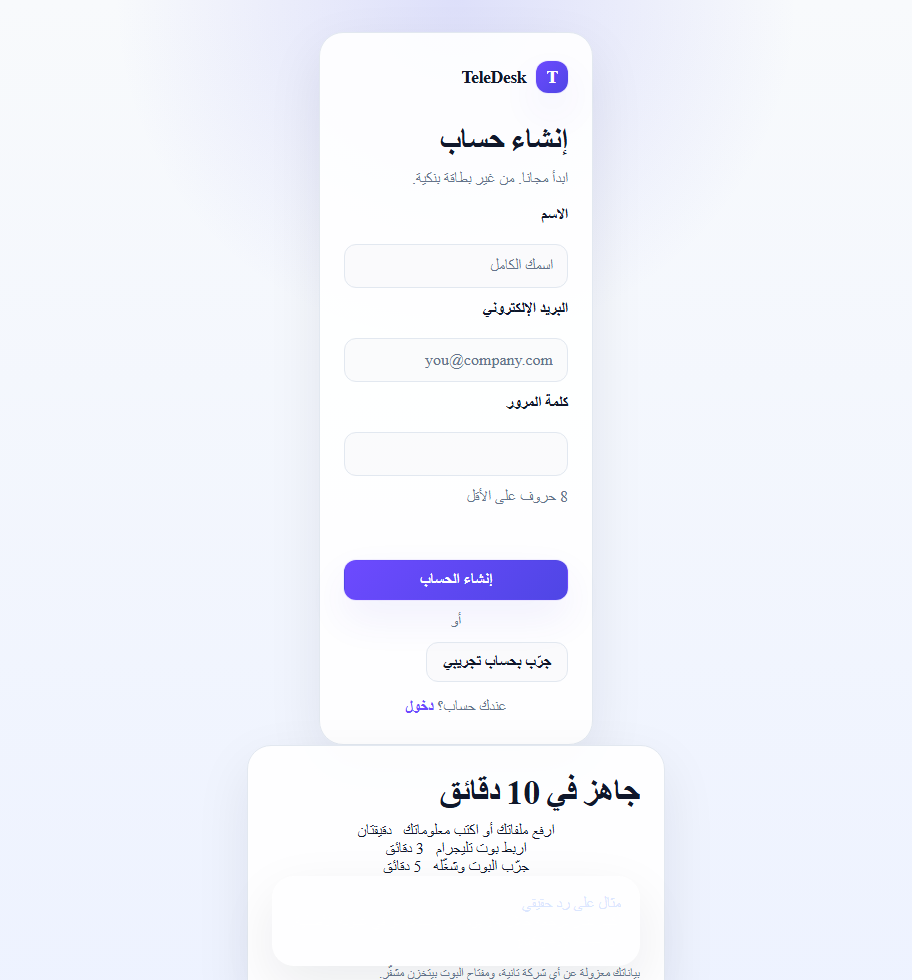 T TeleDesk
إنشاء حساب
ابدأ مجانا. من غير بطاقة بنكية.
الاسم
اسمك الكامل
البريد الإلكتروني
you@company.com
كلمة المرور
8 حروف على الأقل
إنشاء الحساب
أو
جرّب بحساب تجريبي
عندك حساب؟ دخول
جاهز في 10 دقائق
ارفع ملفاتك أو اكتب معلوماتك دقيقتان
اربط بوت تليجرام 3 دقائق
جرّب البوت وشغّله 5 دقائق
مثال على رد حقيقي
بياناتك معزولة عن أي شركة تانية، ومفتاح البوت بيتخزن مشفّر.